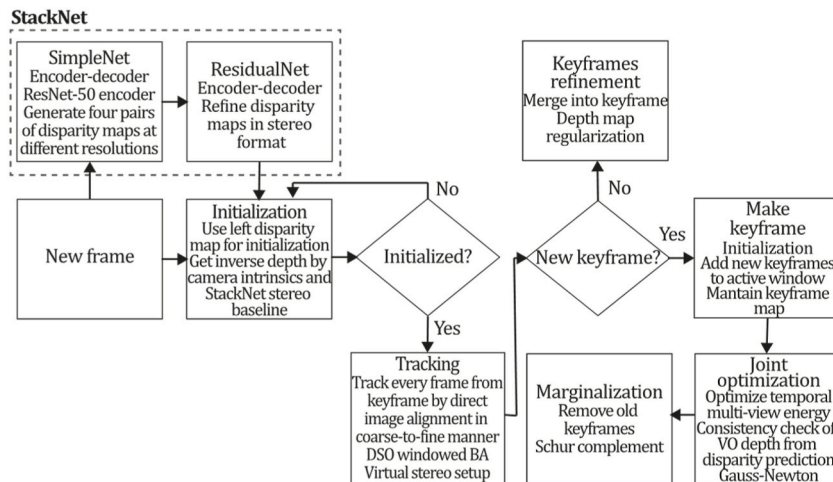 StackNet
SimpleNet
Encoder-decoder
ResNet-50 encoder
Generate four pairs
of disparity maps at
different resolutions
ResidualNet
Encoder-decoder
Refine disparity
maps in stereo
format
New frame
Initialization
Use left disparity
map for initialization
Get inverse depth by
camera intrinsics and
StackNet stereo
baseline
No
Initialized?
Yes
Tracking
Track every frame from
keyframe by direct
image alignment in
coarse-to-fine manner
DSO windowed BA
Virtual stereo setup
Keyframes
refinement
Merge into keyframe
Depth map
regularization
No
New keyframe?
Yes
Make
keyframe
Initialization
Add new keyframes
to active window
Mantain keyframe
map
Joint
optimization
Optimize temporal
multi-view energy
Consistency check of
VO depth from
disparity prediction
Gauss-Newton
Marginalization
Remove old
keyframes
Schur complement